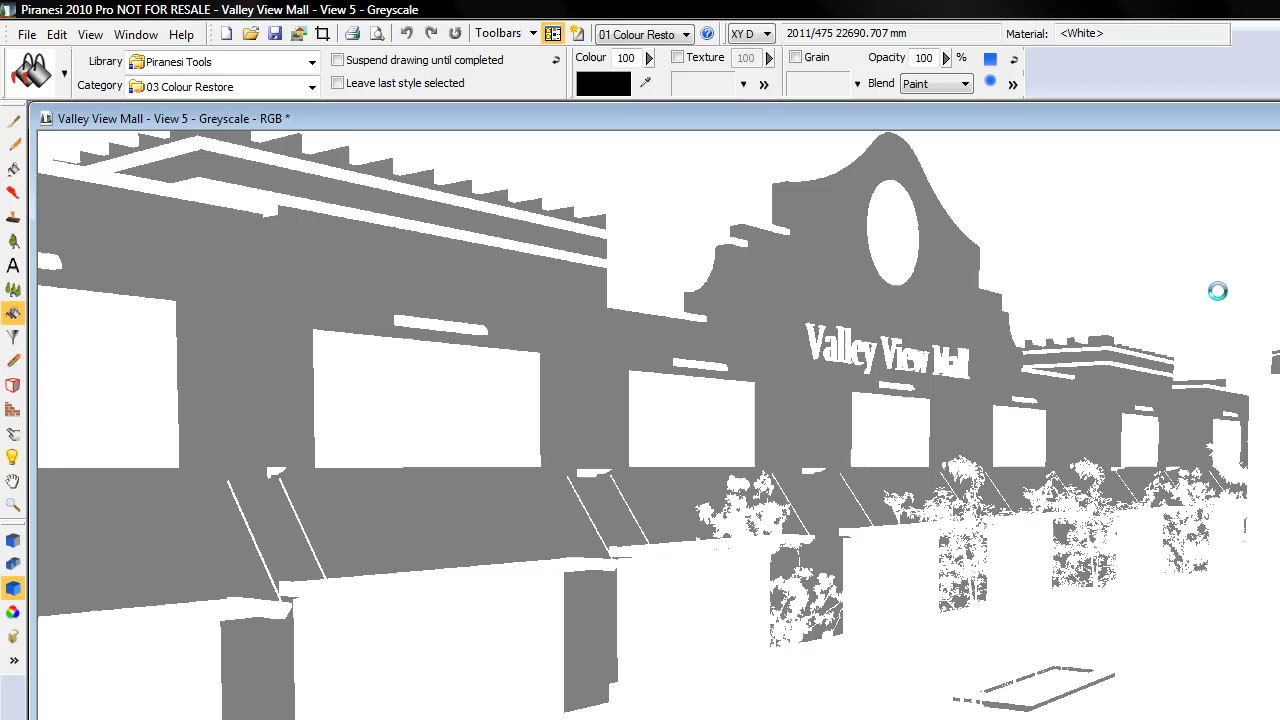 Piranesi 2010 Pro NOT FOR RESALE - Valley View Mall - View 5 - Greyscale
File Edit View Window Help Toolbars 01 Colour Resto XY D 2011/475 22690.707 mm Material: <White>
Library Piranesi Tools Suspend drawing until completed Colour 100 Texture 100 Grain Opacity 100 %
Category 03 Colour Restore Leave last style selected Blend Paint
Valley View Mall - View 5 - Greyscale - RGB *
A
Valley View Mall